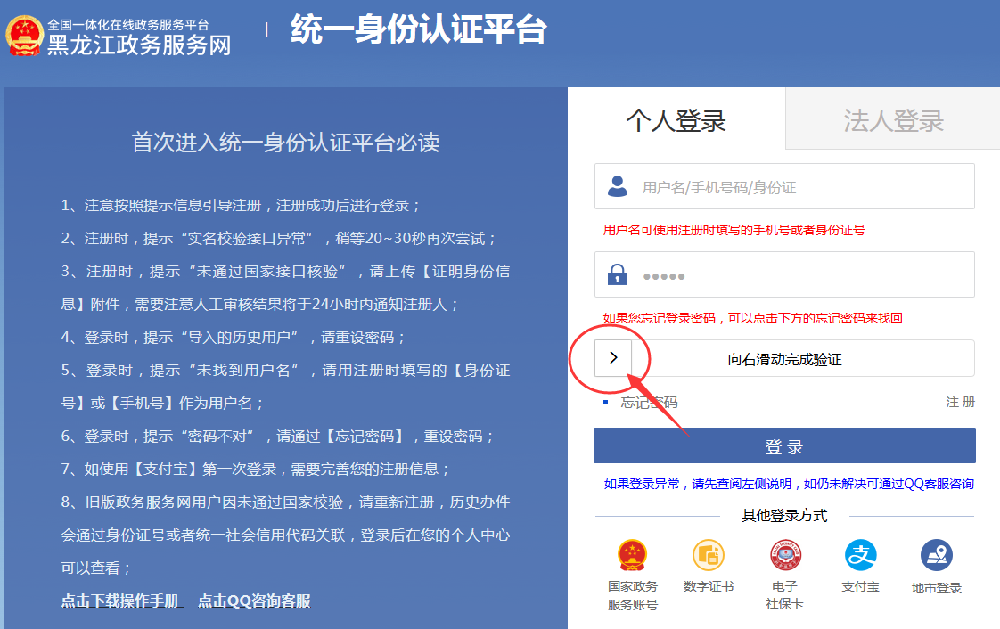 全国一体化在线政务服务平台
黑龙江政务服务网
统一身份认证平台
首次进入统一身份认证平台必读
1、注意按照提示信息引导注册，注册成功后进行登录；
2、注册时，提示“实名校验接口异常”，稍等20~30秒再次尝试；
3、注册时，提示“未通过国家接口核验”，请上传【证明身份信
息】附件，需要注意人工审核结果将于24小时内通知注册人；
4、登录时，提示“导入的历史用户”，请重设密码；
5、登录时，提示“未找到用户名”，请用注册时填写的【身份证
号】或【手机号】作为用户名；
6、登录时，提示“密码不对”，请通过【忘记密码】，重设密码；
7、如使用【支付宝】第一次登录，需要完善您的注册信息；
8、旧版政务服务网用户因未通过国家校验，请重新注册，历史办件
会通过身份证号或者统一社会信用代码关联，登录后在您的个人中心
可以查看；
点击下载操作手册 点击QQ咨询客服
个人登录
法人登录
用户名/手机号码/身份证
用户名可使用注册时填写的手机号或者身份证号
如果您忘记登录密码，可以点击下方的忘记密码来找回
向右滑动完成验证
忘记密码
注 册
登 录
如果登录异常，请先查阅左侧说明，如仍未解决可通过QQ客服咨询
其他登录方式
国家政务
服务账号
数字证书
电子
社保卡
支付宝
地市登录